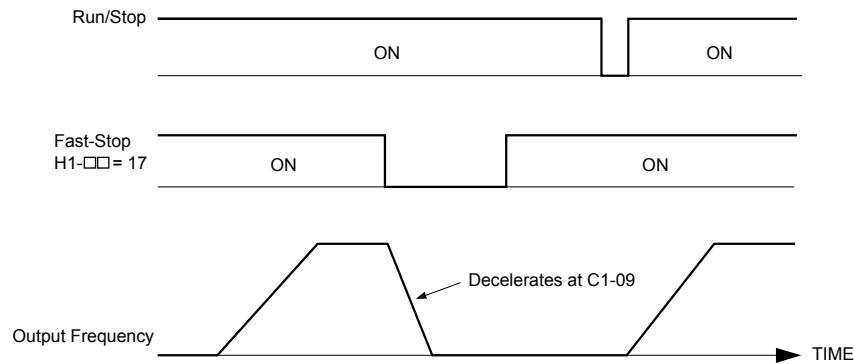 Run/Stop
ON
ON
Fast-Stop
H1-□□= 17
ON
ON
Decelerates at C1-09
Output Frequency
TIME